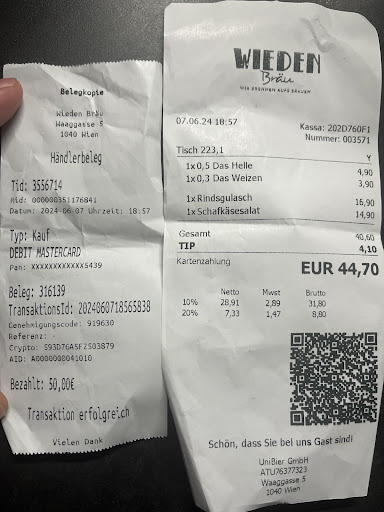 Belegkopie
Wieden Bräu
Waaggasse 5
1040 Wien
Händlerbeleg
Tid: 3556714
Mid: 000000351176841
Datum: 2024-06-07 Uhrzeit: 18:57
Typ: Kauf
DEBIT MASTERCARD
Pan: XXXXXXXXXXXX5439
Beleg: 316139
TransaktionsId: 20240607185658​38
Genehmigungscode: 919630
Referenz: -
Crypto: 593D76A5F2503879
AID: A0000000041010
Bezahlt: 50,00€
Transaktion erfolgreich
Vielen Dank
WIEDEN
Bräu
WIR BRENNEN AUFS BRAUEN
07.06.24 18:57
Kassa: 202D760F1
Nummer: 003571
Tisch 223,1
Y
1x 0,5 Das Helle 4,90
1x 0,3 Das Weizen 3,90
1x Rindsgulasch 16,90
1x Schafkäsesalat 14,90
Gesamt 40,60
TIP 4,10
Kartenzahlung
EUR 44,70
Netto Mwst Brutto
10% 28,91 2,89 31,80
20% 7,33 1,47 8,80
Schön, dass Sie bei uns Gast sind!
UniBier GmbH
ATU76377323
Waaggasse 5
1040 Wien